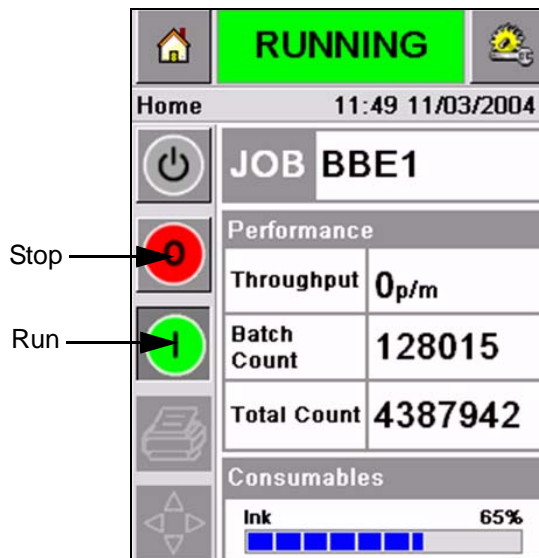 RUNNING
Home 11:49 11/03/2004
JOB BBE1
Stop
0
Performance
Throughput 0p/m
Run
I
Batch Count 128015
Total Count 4387942
Consumables
Ink 65%